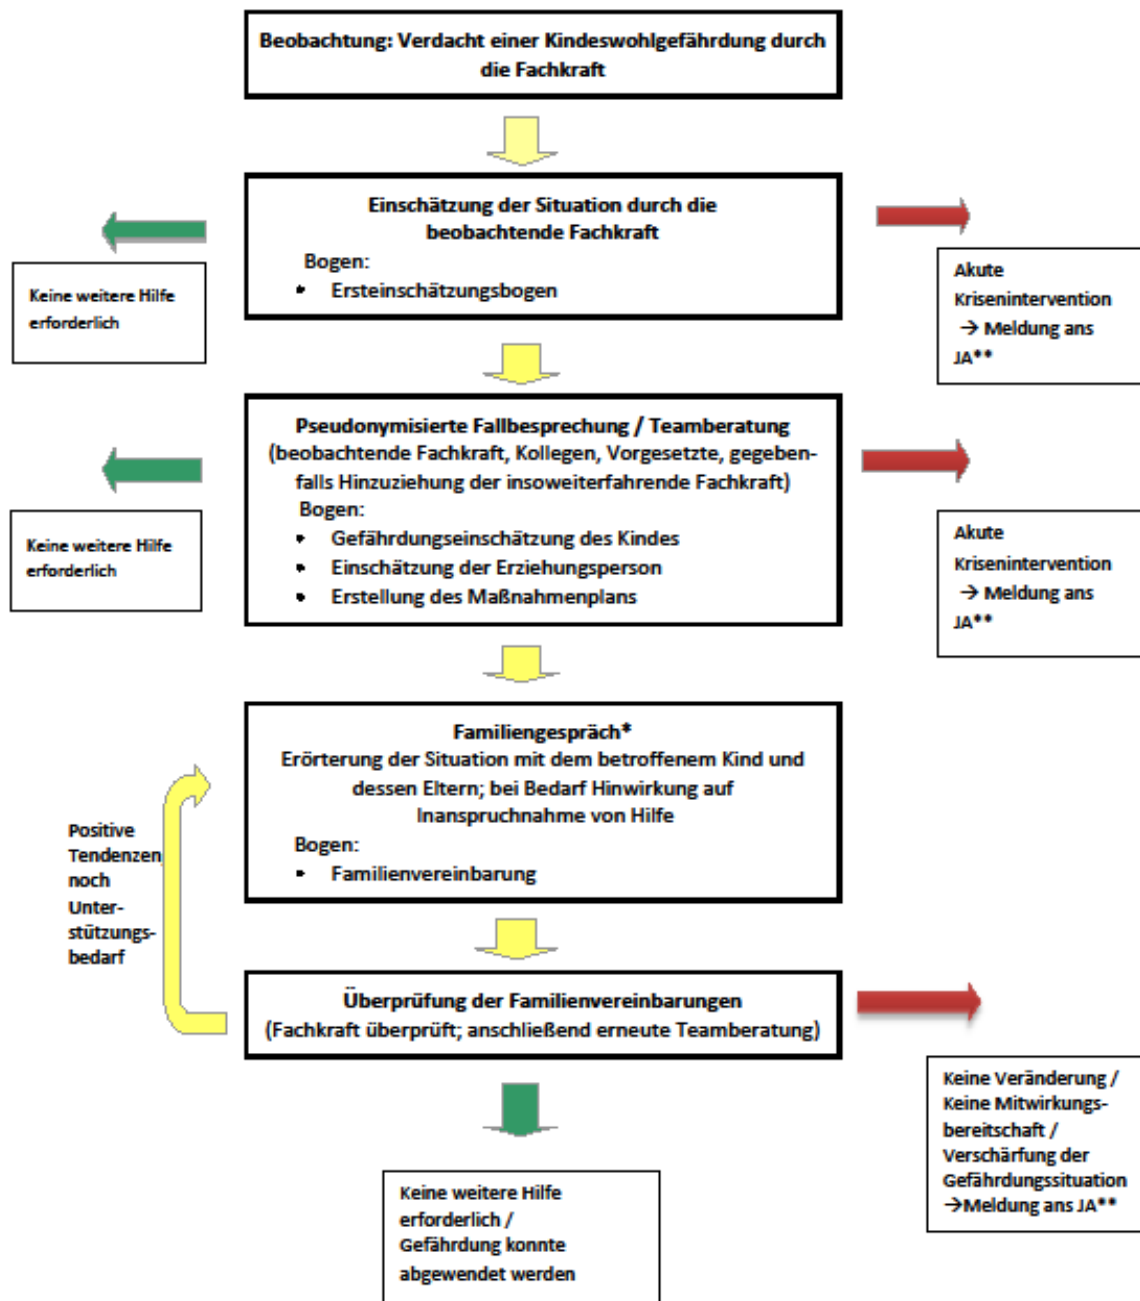 Beobachtung: Verdacht einer Kindeswohlgefährdung durch
die Fachkraft
Einschätzung der Situation durch die
beobachtende Fachkraft
Bogen:
• Ersteinschätzungsbogen
Keine weitere Hilfe
erforderlich
Akute
Krisenintervention
→ Meldung ans
JA**
Pseudonymisierte Fallbesprechung / Teamberatung
(beobachtende Fachkraft, Kollegen, Vorgesetzte, gegeben-
falls Hinzuziehung der insoweiterfahrende Fachkraft)
Bogen:
• Gefährdungseinschätzung des Kindes
• Einschätzung der Erziehungsperson
• Erstellung des Maßnahmenplans
Keine weitere Hilfe
erforderlich
Akute
Krisenintervention
→ Meldung ans
JA**
Familiengespräch*
Erörterung der Situation mit dem betroffenem Kind und
dessen Eltern; bei Bedarf Hinwirkung auf
Inanspruchnahme von Hilfe
Bogen:
• Familienvereinbarung
Positive
Tendenzen,
noch
Unter-
stützungs-
bedarf
Überprüfung der Familienvereinbarungen
(Fachkraft überprüft; anschließend erneute Teamberatung)
Keine Veränderung /
Keine Mitwirkungs-
bereitschaft /
Verschärfung der
Gefährdungssituation
→Meldung ans JA**
Keine weitere Hilfe
erforderlich /
Gefährdung konnte
abgewendet werden